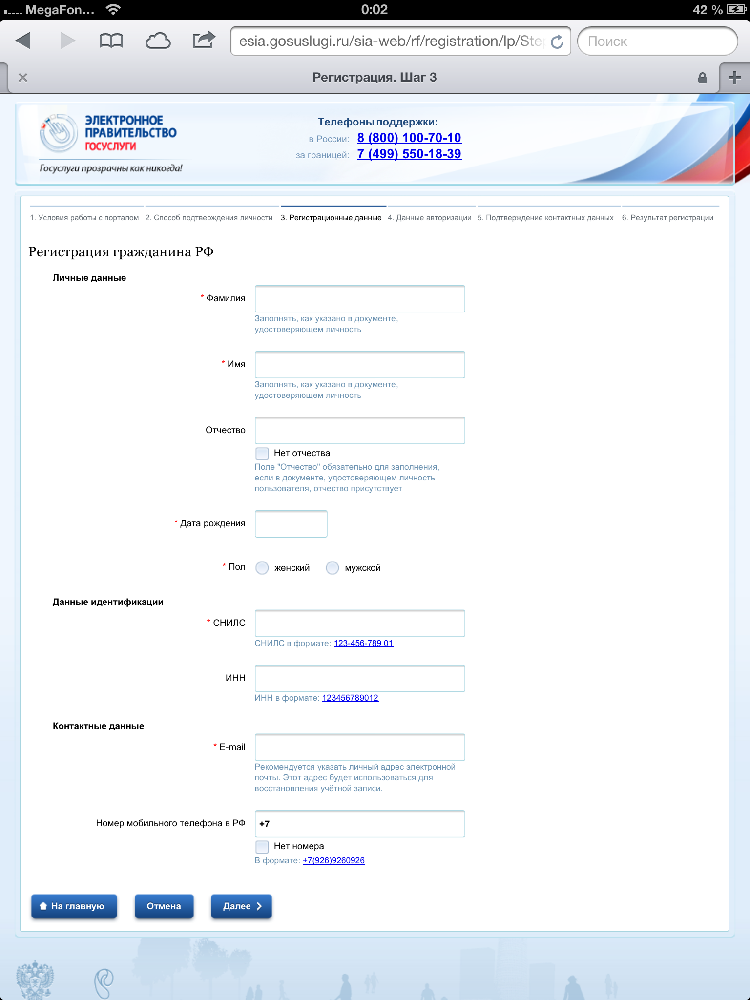 MegaFon...
0:02
42 %
esia.gosuslugi.ru/sia-web/rf/registration/lp/Step
Поиск
Регистрация. Шаг 3
ЭЛЕКТРОННОЕ
ПРАВИТЕЛЬСТВО
ГОСУСЛУГИ
Госуслуги прозрачны как никогда!
Телефоны поддержки:
в России: 8 (800) 100-70-10
за границей: 7 (499) 550-18-39
1. Условия работы с порталом 2. Способ подтверждения личности 3. Регистрационные данные 4. Данные авторизации 5. Подтверждение контактных данных 6. Результат регистрации
Регистрация гражданина РФ
Личные данные
* Фамилия
Заполнять, как указано в документе,
удостоверяющем личность
* Имя
Заполнять, как указано в документе,
удостоверяющем личность
Отчество
Нет отчества
Поле "Отчество" обязательно для заполнения,
если в документе, удостоверяющем личность
пользователя, отчество присутствует
* Дата рождения
* Пол женский мужской
Данные идентификации
* СНИЛС
СНИЛС в формате: 123-456-789 01
ИНН
ИНН в формате: 123456789012
Контактные данные
* E-mail
Рекомендуется указать личный адрес электронной
почты. Этот адрес будет использоваться для
восстановления учётной записи.
Номер мобильного телефона в РФ +7
Нет номера
В формате: +7(926)9260926
На главную Отмена Далее